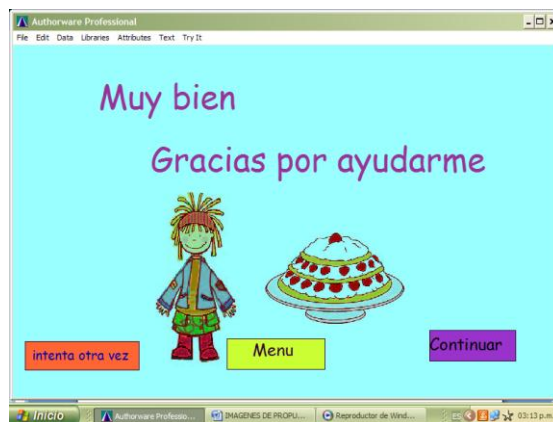 Authorware Professional
File Edit Data Libraries Attributes Text Try It
Muy bien
Gracias por ayudarme
intenta otra vez
Menu
Continuar
Inicio Authorware Professio... IMAGENES DE PROPU... Reproductor de Wind... ES 03:13 p.m.